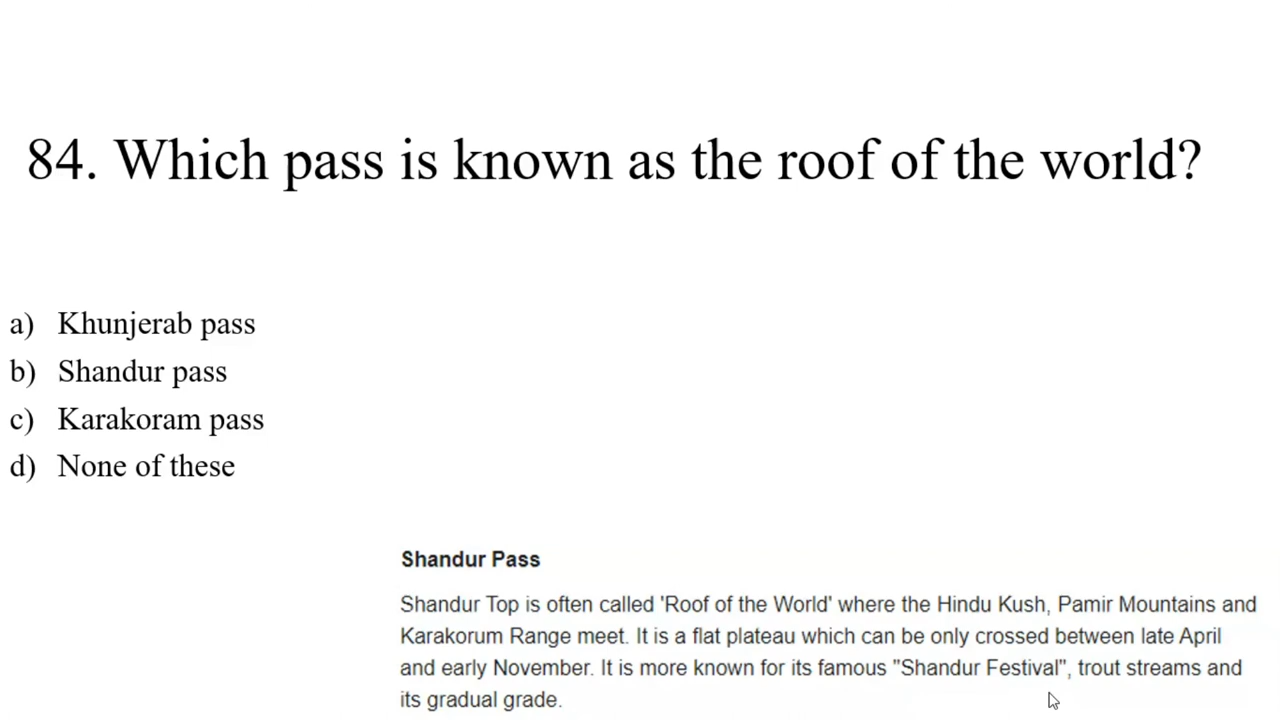 84. Which pass is known as the roof of the world?
a) Khunjerab pass
b) Shandur pass
c) Karakoram pass
d) None of these
Shandur Pass
Shandur Top is often called 'Roof of the World' where the Hindu Kush, Pamir Mountains and
Karakorum Range meet. It is a flat plateau which can be only crossed between late April
and early November. It is more known for its famous "Shandur Festival", trout streams and
its gradual grade.